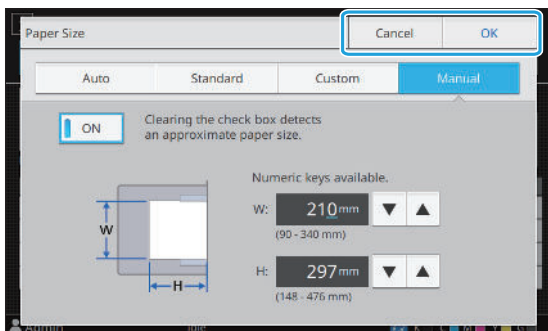 Paper Size
Cancel
OK
Auto
Standard
Custom
Manual
ON
Clearing the check box detects
an approximate paper size.
Numeric keys available.
W: 210mm
(90 - 340 mm)
H: 297mm
(148 - 476 mm)
W
H
Admin
Idle
K C M Y G